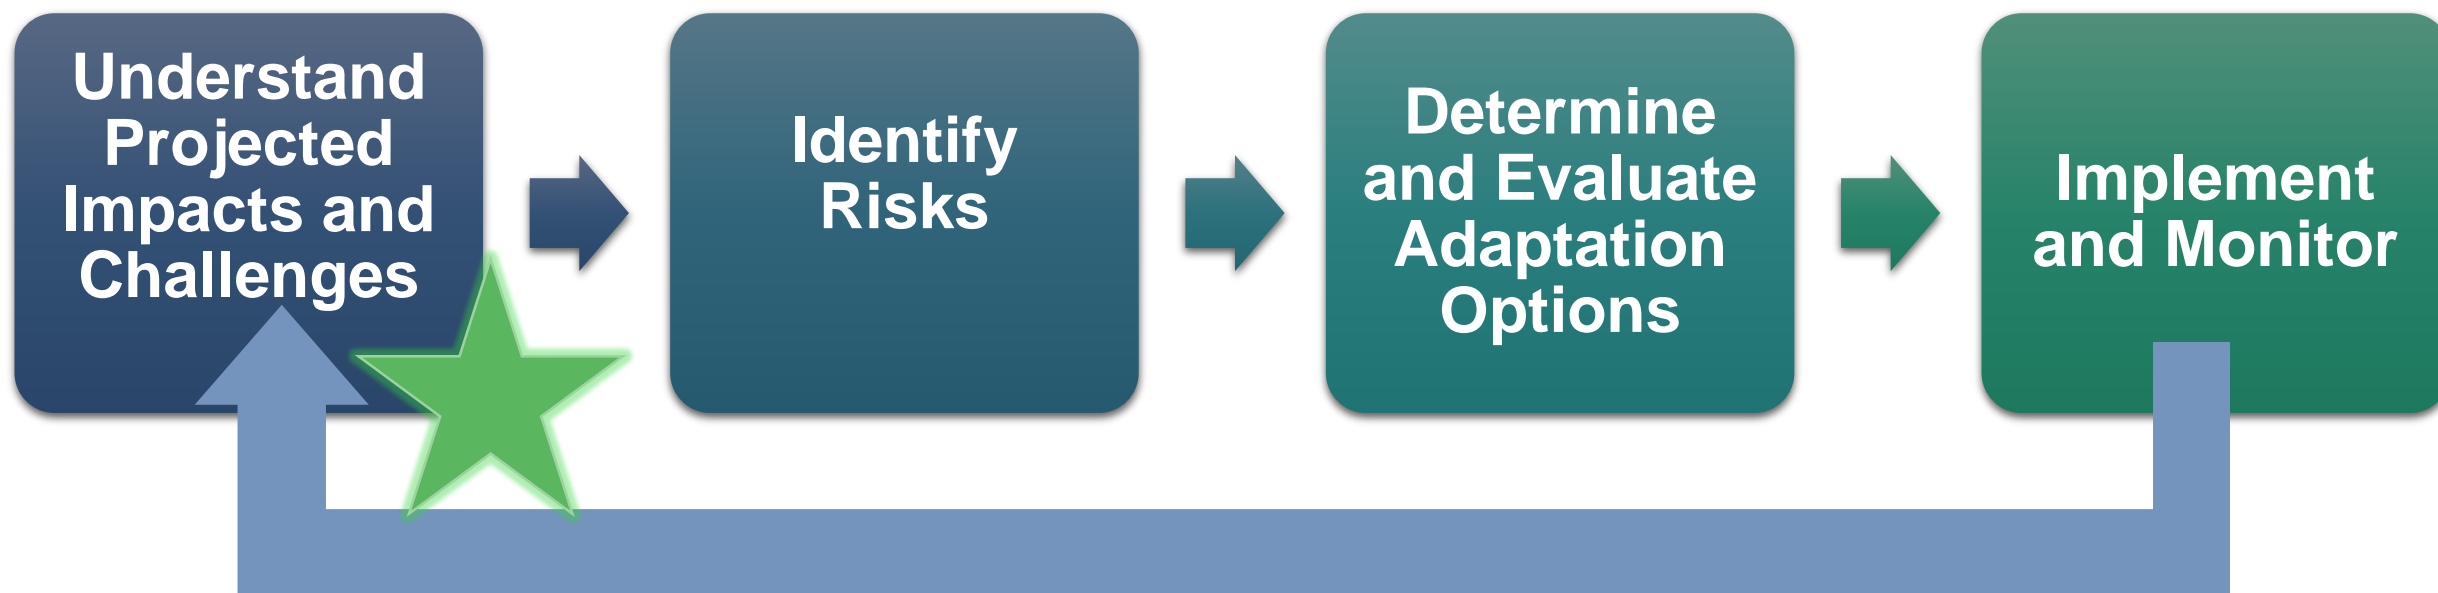 Understand
Projected
Impacts and
Challenges
Identify
Risks
Determine
and Evaluate
Adaptation
Options
Implement
and Monitor